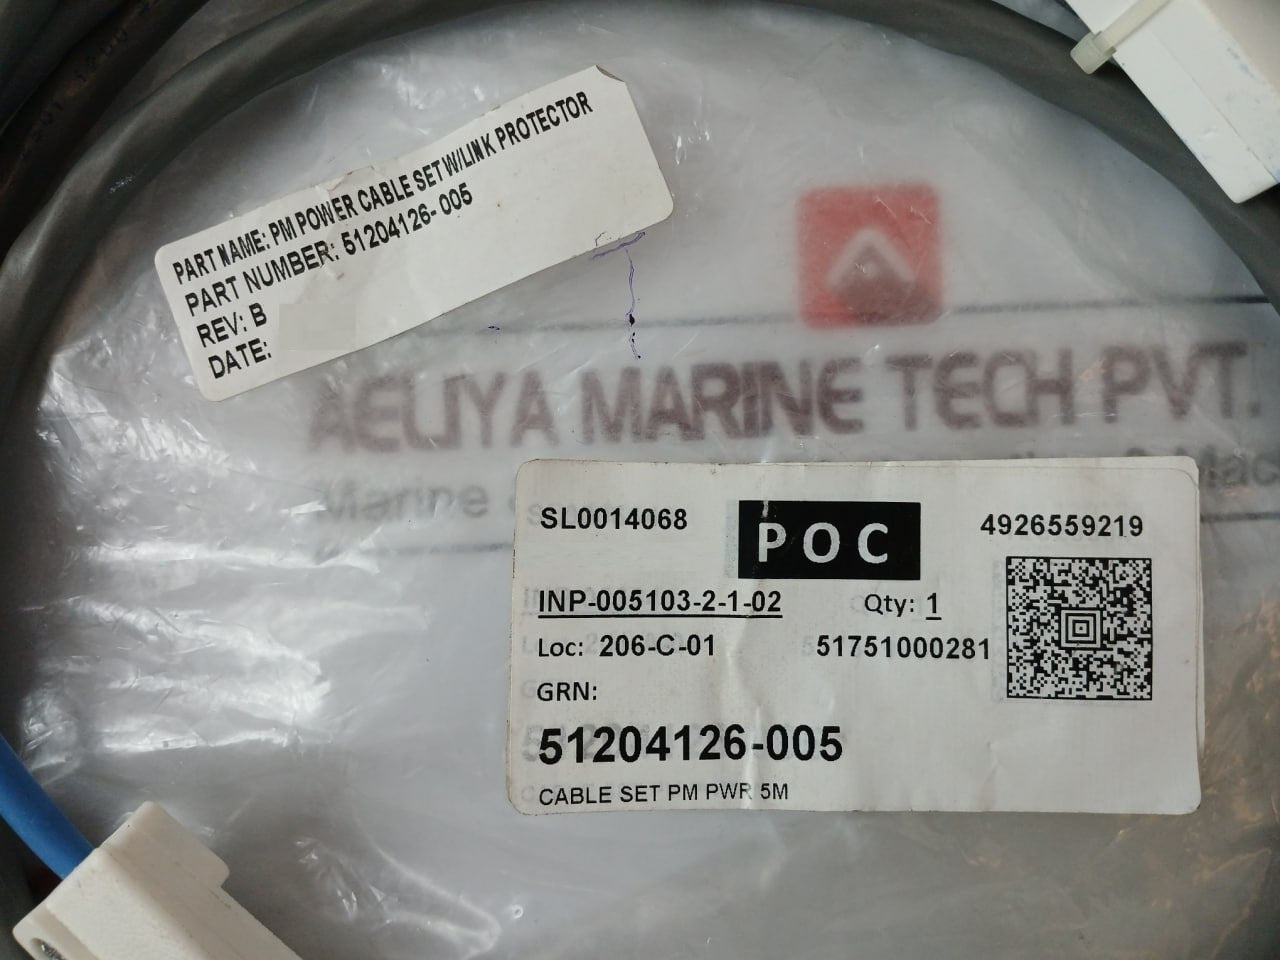 PART NAME: PM POWER CABLE SET W/LINK PROTECTOR
PART NUMBER: 51204126-005
REV: B
DATE:
AELIYA MARINE TECH PVT.
Marine
SL0014068
POC
4926559219
INP-005103-2-1-02
Qty: 1
Loc: 206-C-01
51751000281
GRN:
51204126-005
CABLE SET PM PWR 5M